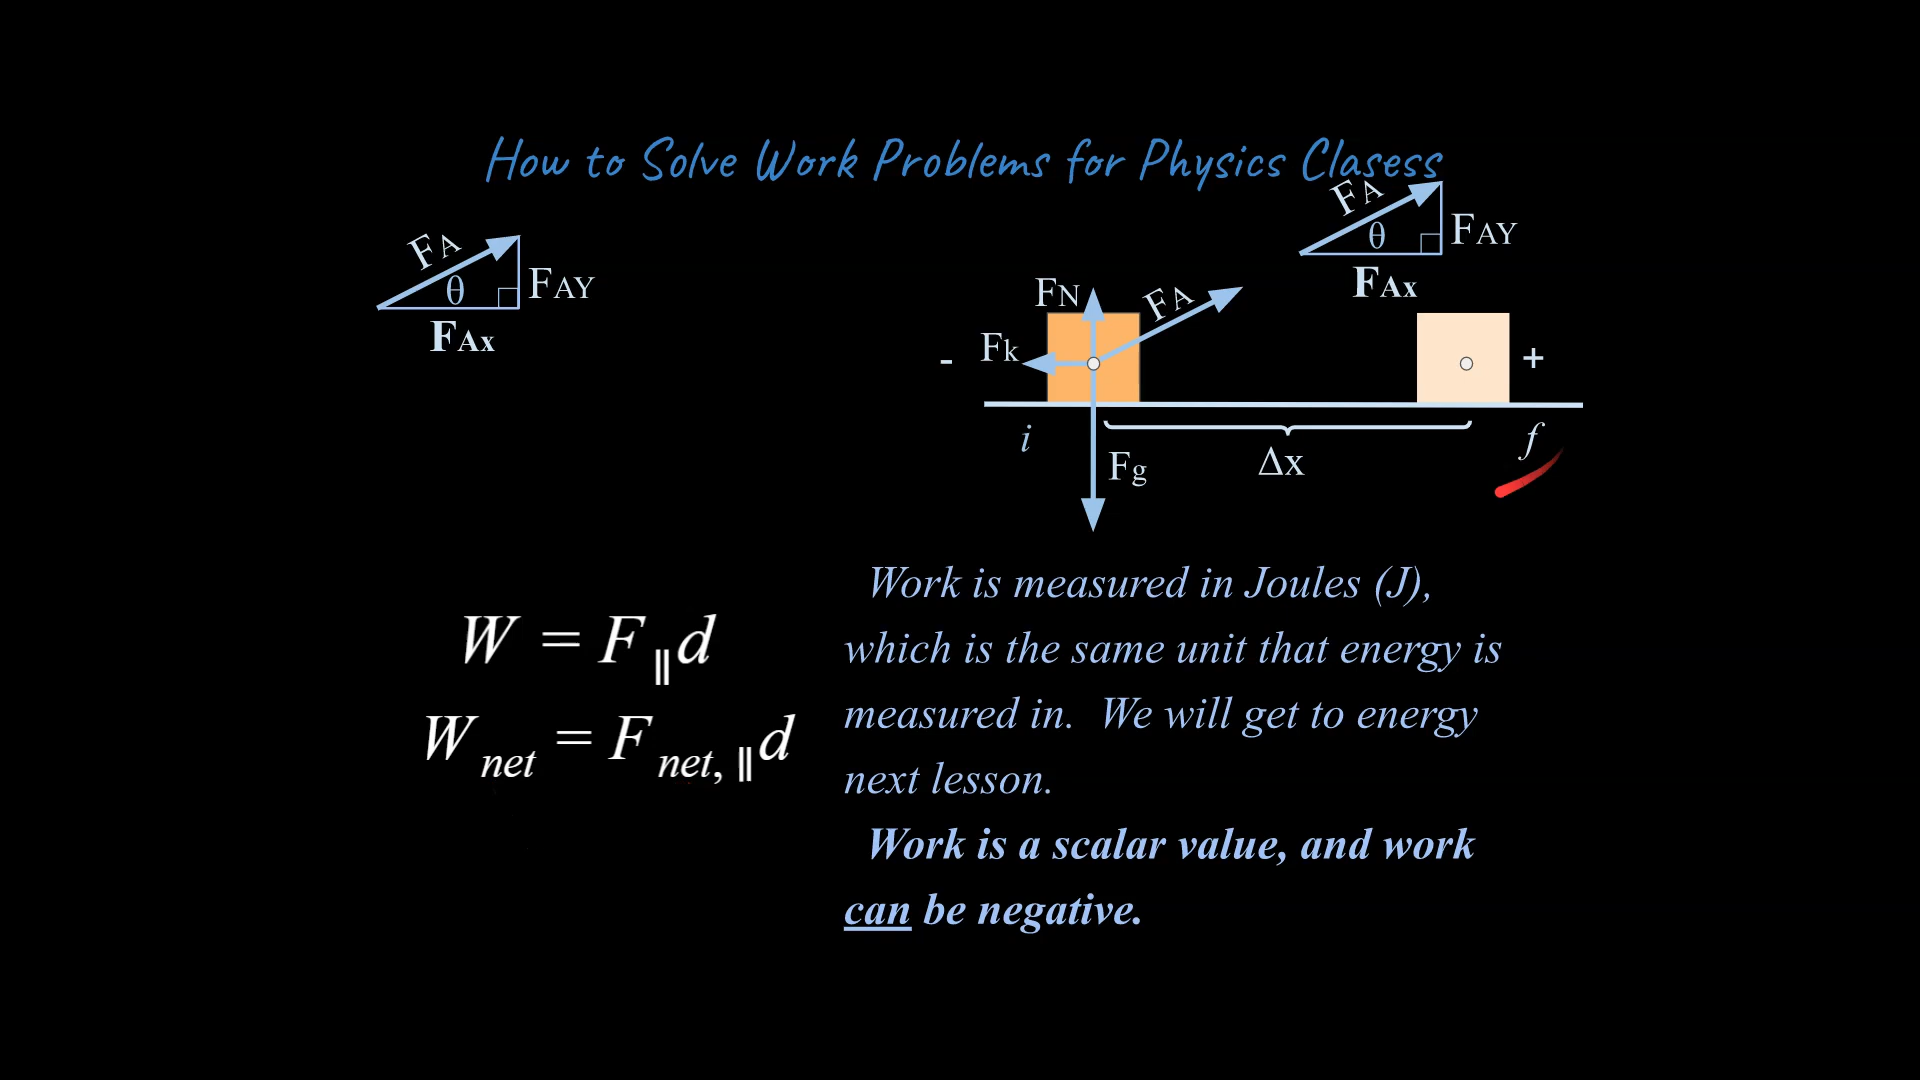 How to Solve Work Problems for Physics Clasess
FA
θ
FAY
FAx
FA
θ
FAY
FAx
FN
FA
- Fk
+
i
f
Fg
Δx
W = F||d
Wnet = Fnet, ||d
Work is measured in Joules (J),
which is the same unit that energy is
measured in. We will get to energy
next lesson.
Work is a scalar value, and work
can be negative.